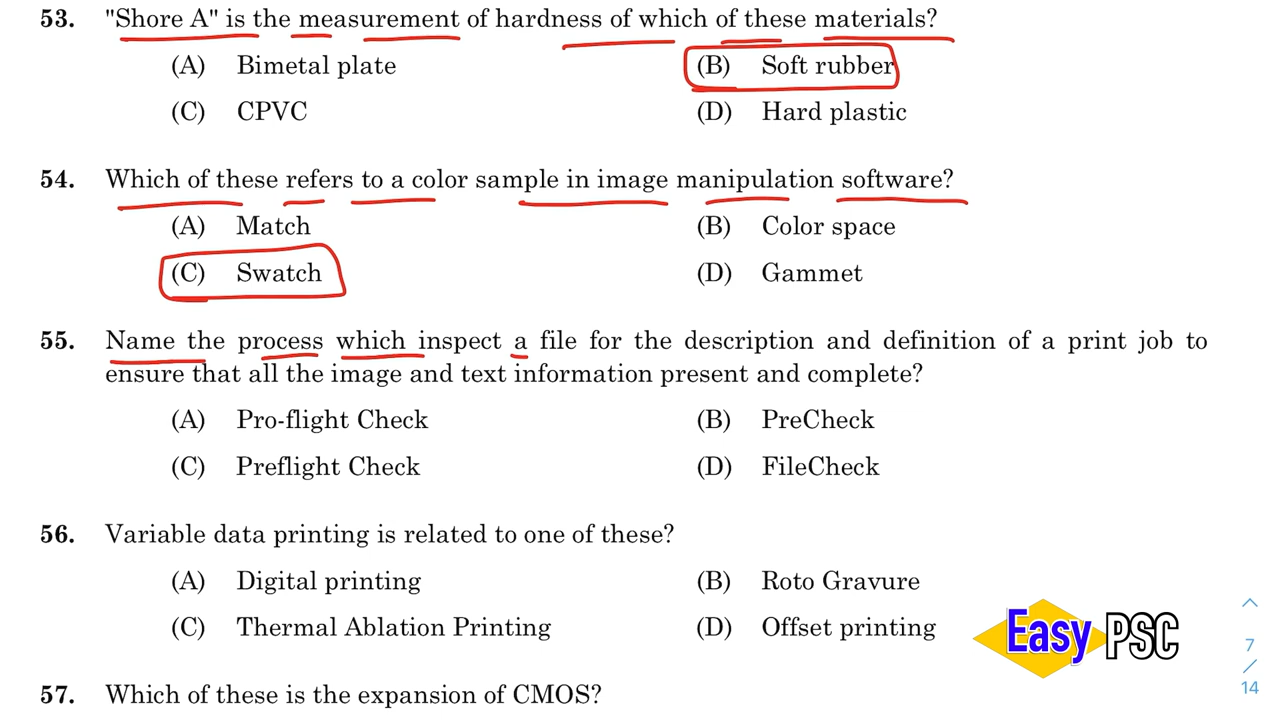 53. "Shore A" is the measurement of hardness of which of these materials?
(A) Bimetal plate (B) Soft rubber
(C) CPVC (D) Hard plastic
54. Which of these refers to a color sample in image manipulation software?
(A) Match (B) Color space
(C) Swatch (D) Gammet
55. Name the process which inspect a file for the description and definition of a print job to
ensure that all the image and text information present and complete?
(A) Pro-flight Check (B) PreCheck
(C) Preflight Check (D) FileCheck
56. Variable data printing is related to one of these?
(A) Digital printing (B) Roto Gravure
(C) Thermal Ablation Printing (D) Offset printing
Easy PSC
7
/
14
57. Which of these is the expansion of CMOS?